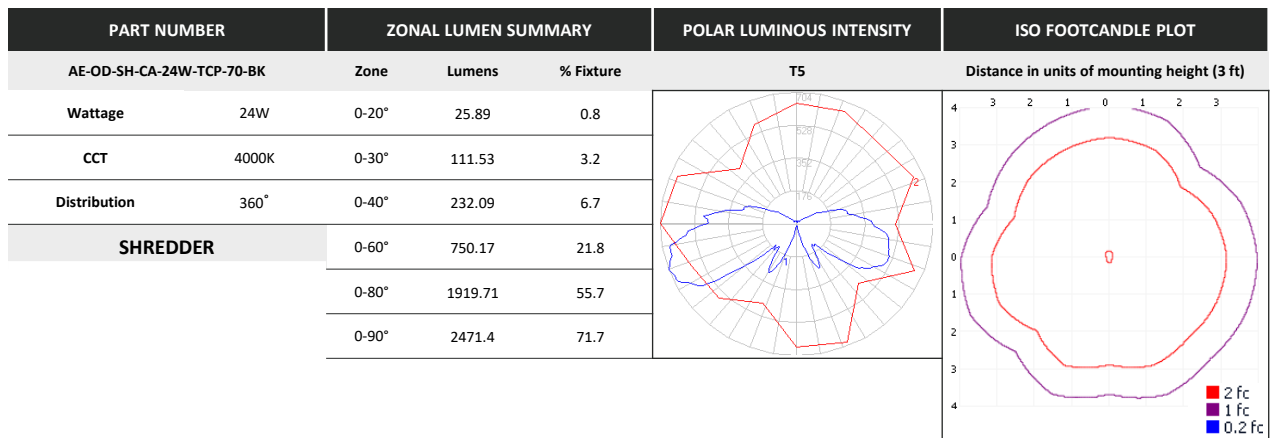 PART NUMBER
ZONAL LUMEN SUMMARY
POLAR LUMINOUS INTENSITY
ISO FOOTCANDLE PLOT
AE-OD-SH-CA-24W-TCP-70-BK
Zone Lumens % Fixture
T5
Distance in units of mounting height (3 ft)
Wattage 24W
CCT 4000K
Distribution 360˚
SHREDDER
0-20° 25.89 0.8
0-30° 111.53 3.2
0-40° 232.09 6.7
0-60° 750.17 21.8
0-80° 1919.71 55.7
0-90° 2471.4 71.7
704
528
352
176
2
1
3 2 1 0 1 2 3
4
3
2
1
0
1
2
3
4
2 fc
1 fc
0.2 fc